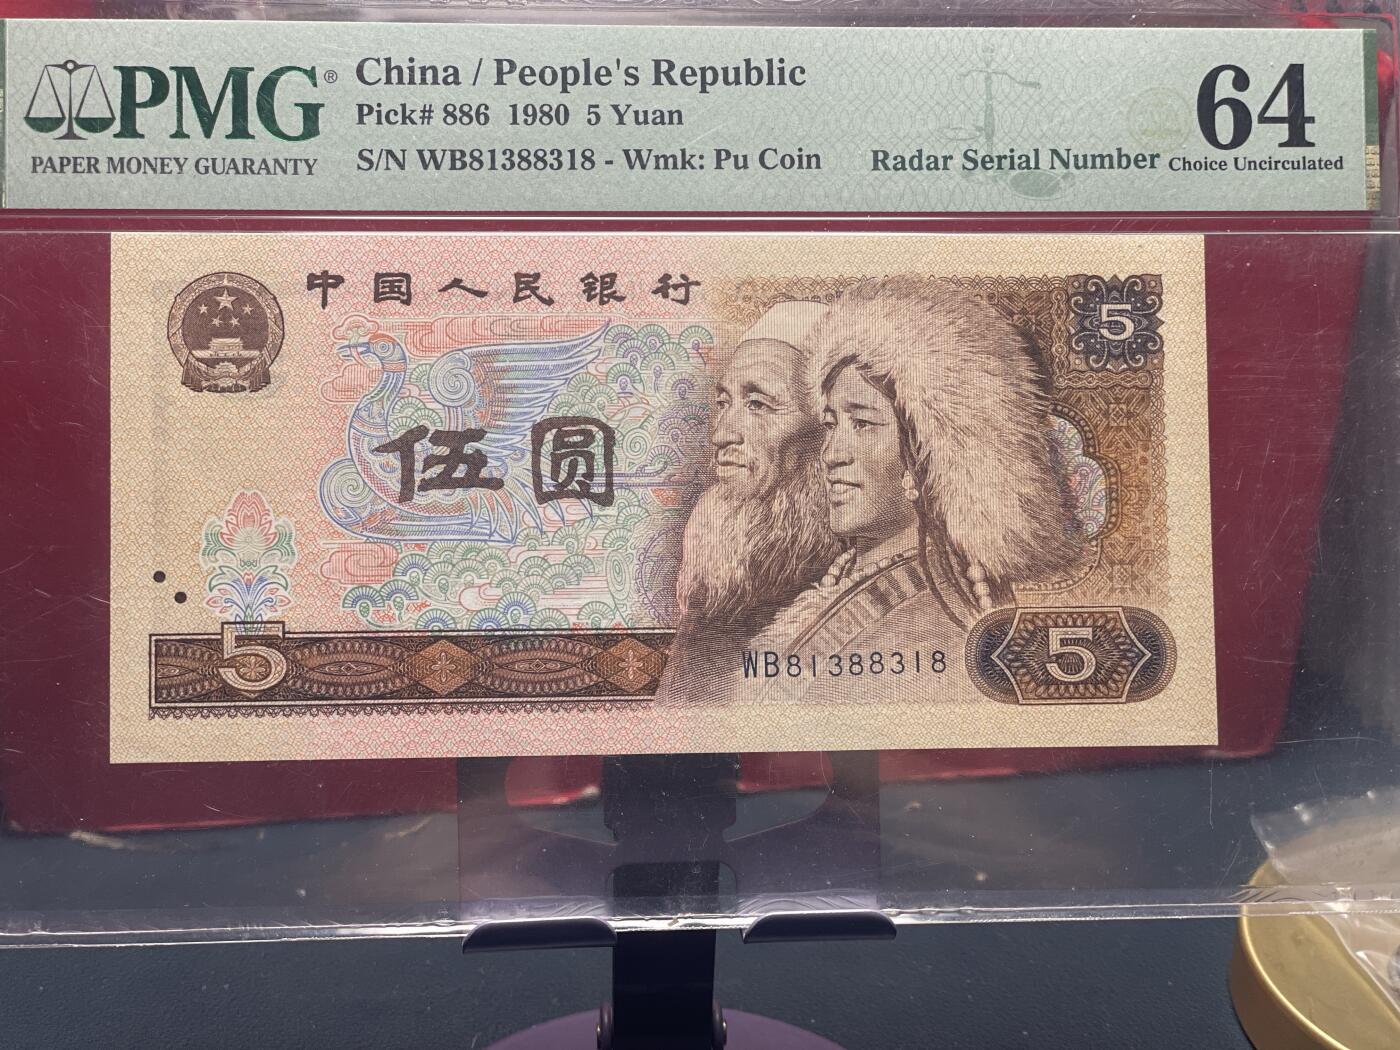 PMG®
PAPER MONEY GUARANTY
China / People's Republic
Pick# 886 1980 5 Yuan
S/N WB81388318 - Wmk: Pu Coin
Radar Serial Number
64
Choice Uncirculated
中国人民银行
5
伍圆
5
WB81388318
5